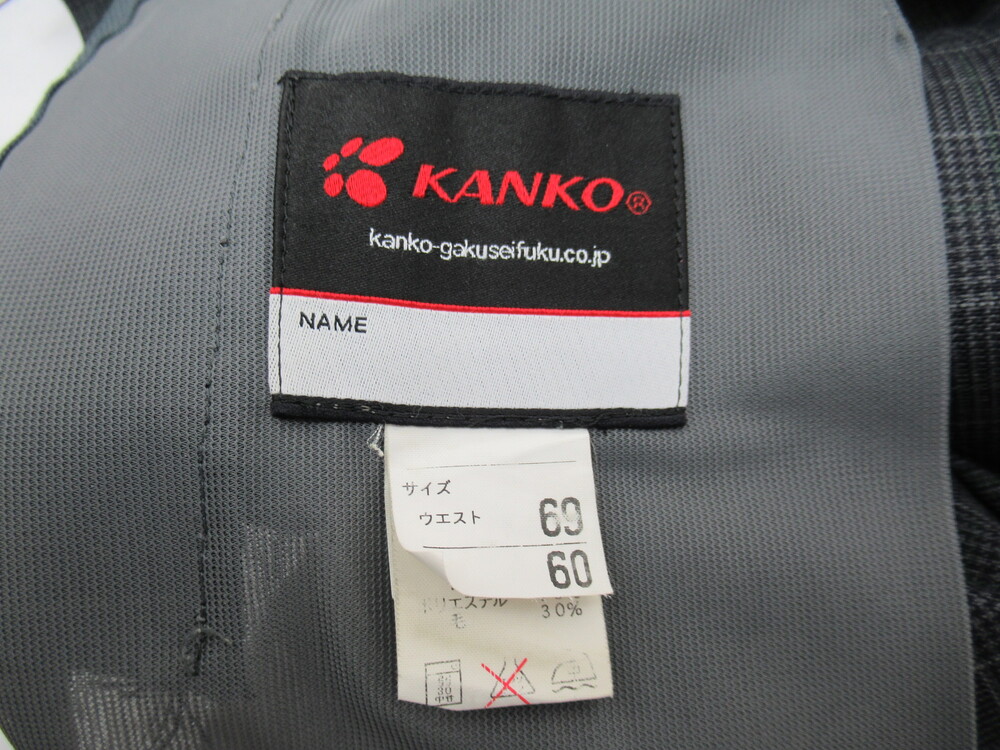 KANKO®
kanko-gakuseifuku.co.jp
NAME
サイズ
ウエスト 69
60
ポリエステル
毛 30%